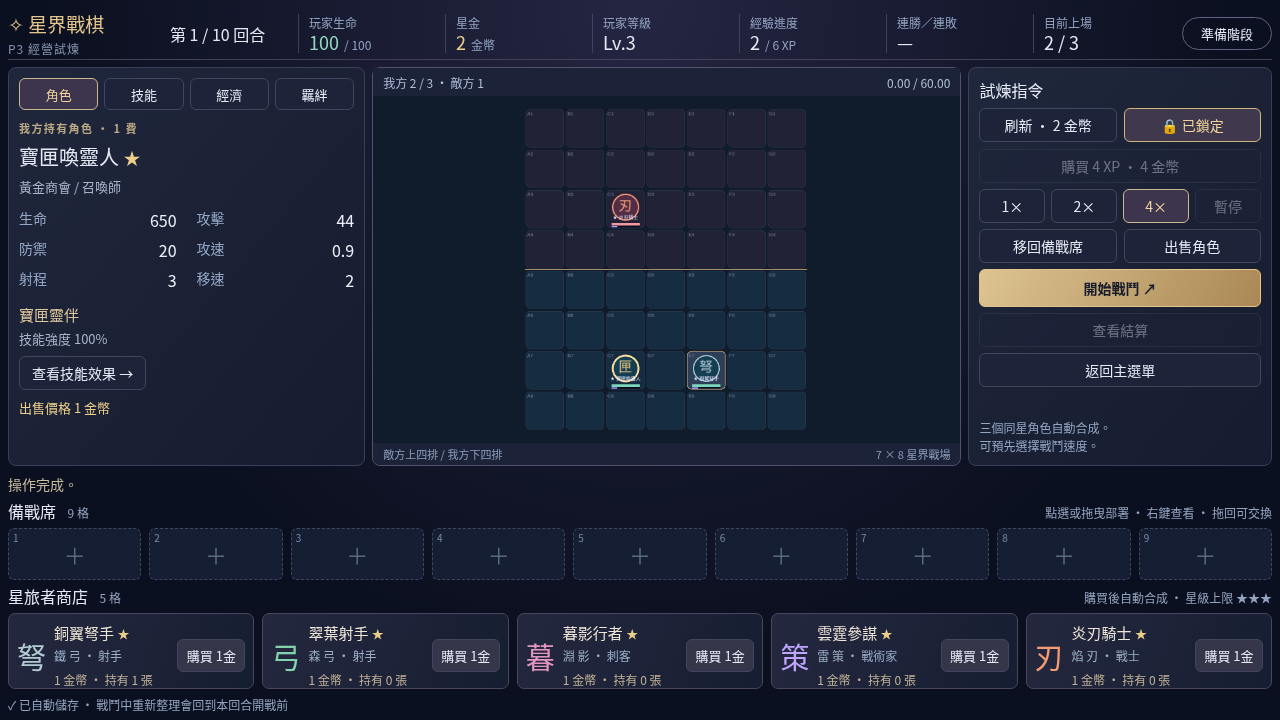 ✧ 星界戰棋
P3 經營試煉
第 1 / 10 回合
玩家生命
100 / 100
星金
2 金幣
玩家等級
Lv.3
經驗進度
2 / 6 XP
連勝／連敗
—
目前上場
2 / 3
準備階段
角色
技能
經濟
羈絆
我方持有角色 · 1 費
寶匣喚靈人 ★
黃金商會 / 召喚師
生命 650 攻擊 44
防禦 20 攻速 0.9
射程 3 移速 2
寶匣靈伴
技能強度 100%
查看技能效果 →
出售價格 1 金幣
我方 2 / 3 · 敵方 1
0.00 / 60.00
刃
匣
弩
敵方上四排 / 我方下四排
7 × 8 星界戰場
試煉指令
刷新 · 2 金幣
🔒 已鎖定
購買 4 XP · 4 金幣
1×
2×
4×
暫停
移回備戰席
出售角色
開始戰鬥 ↗
查看結算
返回主選單
三個同星角色自動合成。
可預先選擇戰鬥速度。
操作完成。
備戰席 9 格
點選或拖曳部署 · 右鍵查看 · 拖回可交換
1 2 3 4 5 6 7 8 9
星旅者商店 5 格
購買後自動合成 · 星級上限 ★★★
弩
銅翼弩手 ★
鐵弓 · 射手
1 金幣 · 持有 1 張
購買 1金
弓
翠葉射手 ★
森弓 · 射手
1 金幣 · 持有 0 張
購買 1金
暮
暮影行者 ★
淵影 · 刺客
1 金幣 · 持有 0 張
購買 1金
策
雲霆參謀 ★
雷策 · 戰術家
1 金幣 · 持有 0 張
購買 1金
刃
炎刃騎士 ★
焰刃 · 戰士
1 金幣 · 持有 0 張
購買 1金
✓ 已自動儲存 · 戰鬥中重新整理會回到本回合開戰前